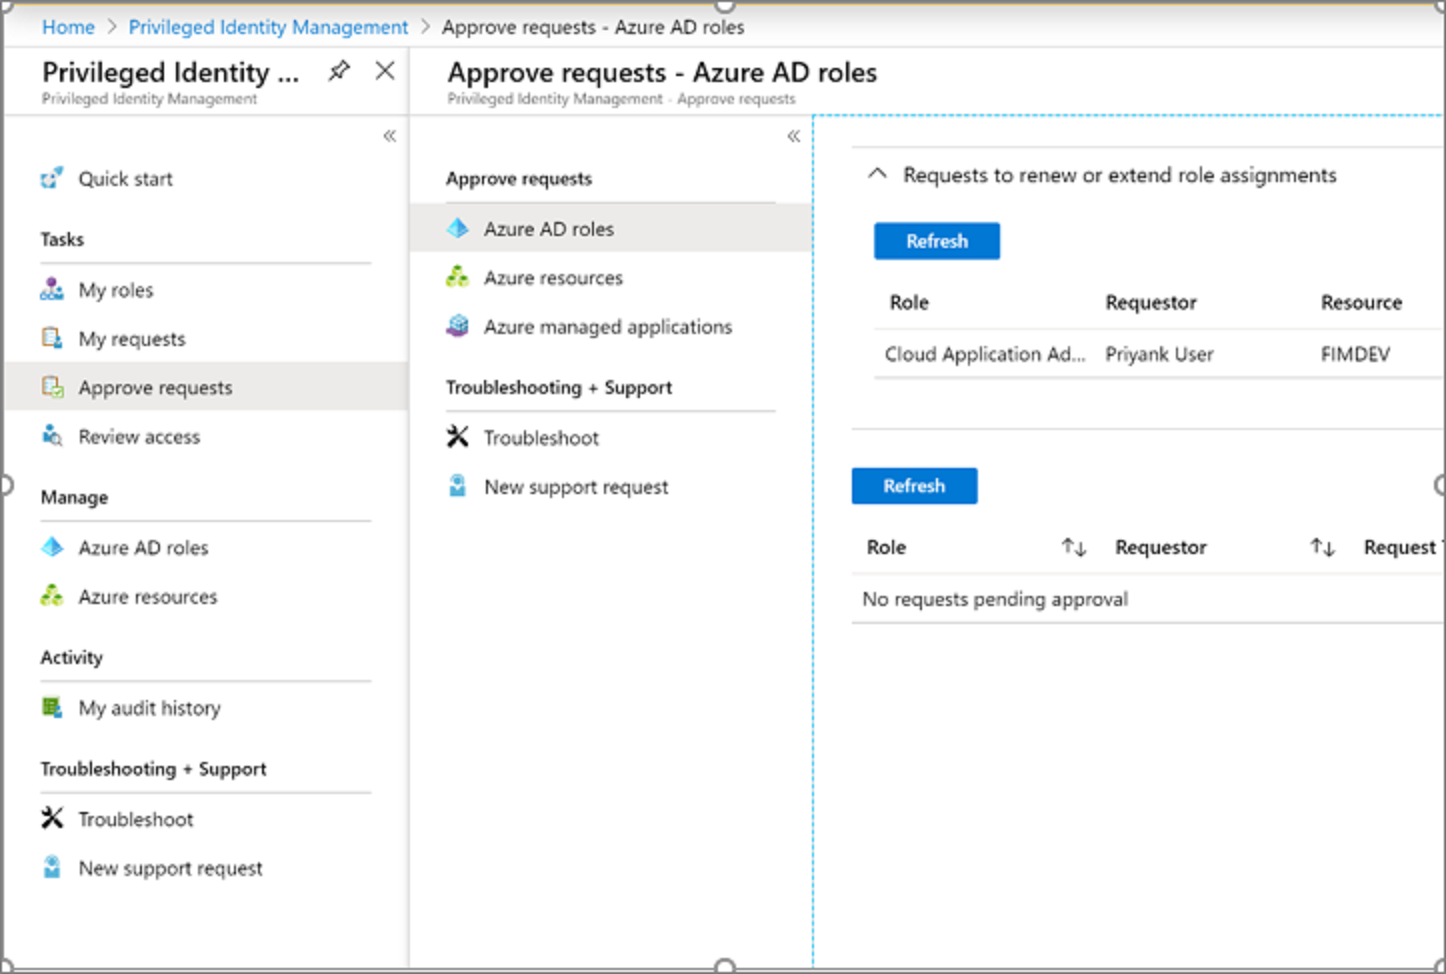 Home > Privileged Identity Management > Approve requests - Azure AD roles
Privileged Identity ...
Privileged Identity Management
Quick start
Tasks
My roles
My requests
Approve requests
Review access
Manage
Azure AD roles
Azure resources
Activity
My audit history
Troubleshooting + Support
Troubleshoot
New support request
Approve requests - Azure AD roles
Privileged Identity Management - Approve requests
Approve requests
Azure AD roles
Azure resources
Azure managed applications
Troubleshooting + Support
Troubleshoot
New support request
Requests to renew or extend role assignments
Refresh
Role Requestor Resource
Cloud Application Ad... Priyank User FIMDEV
Refresh
Role Requestor Request
No requests pending approval